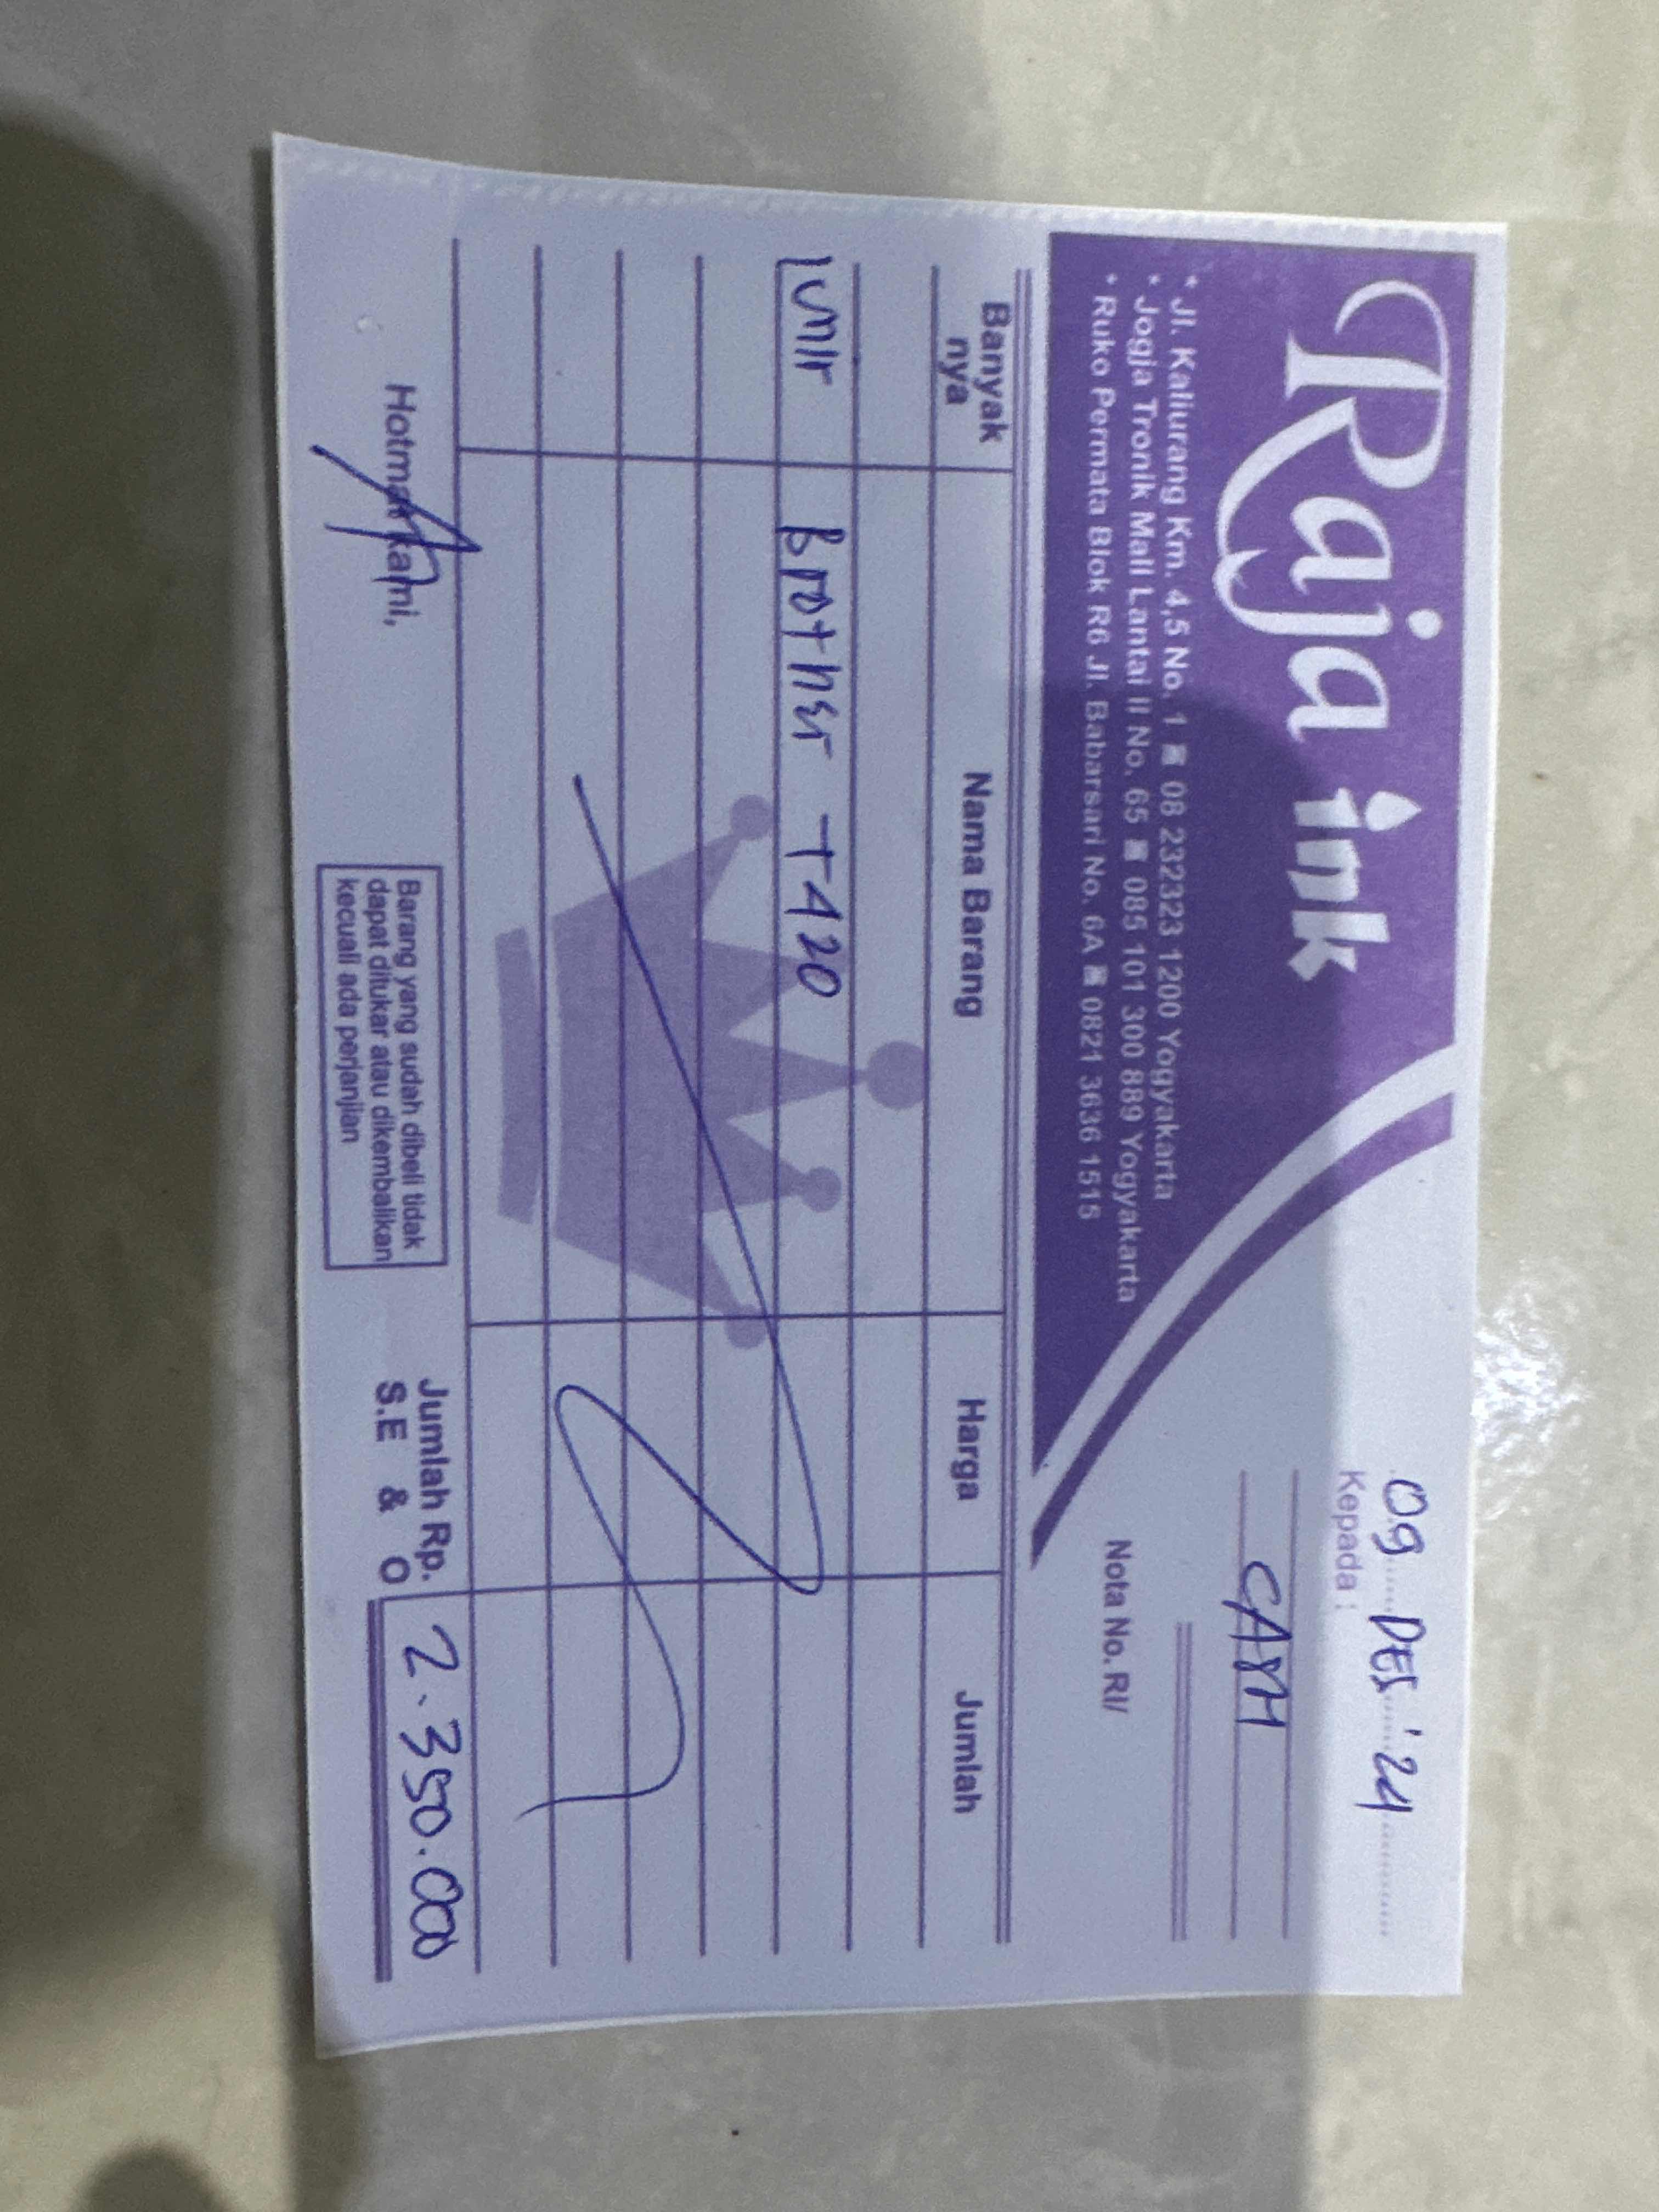 Raja ink
* Jl. Kaliurang Km. 4,5 No. 1 ☎ 08 232323 1200 Yogyakarta
* Jogja Tronik Mall Lantai II No. 65 ☎ 085 101 300 889 Yogyakarta
* Ruko Permata Blok R6 Jl. Babarsari No. 6A ☎ 0821 3636 1515
09 DES '24
Kepada :
CASH
Nota No. RI/
Banyak nya Nama Barang Harga Jumlah
1 Unit Brother T420
Hotmat kami,
Barang yang sudah dibeli tidak
dapat ditukar atau dikembalikan
kecuali ada perjanjian
Jumlah Rp. 2.350.000
S.E & O